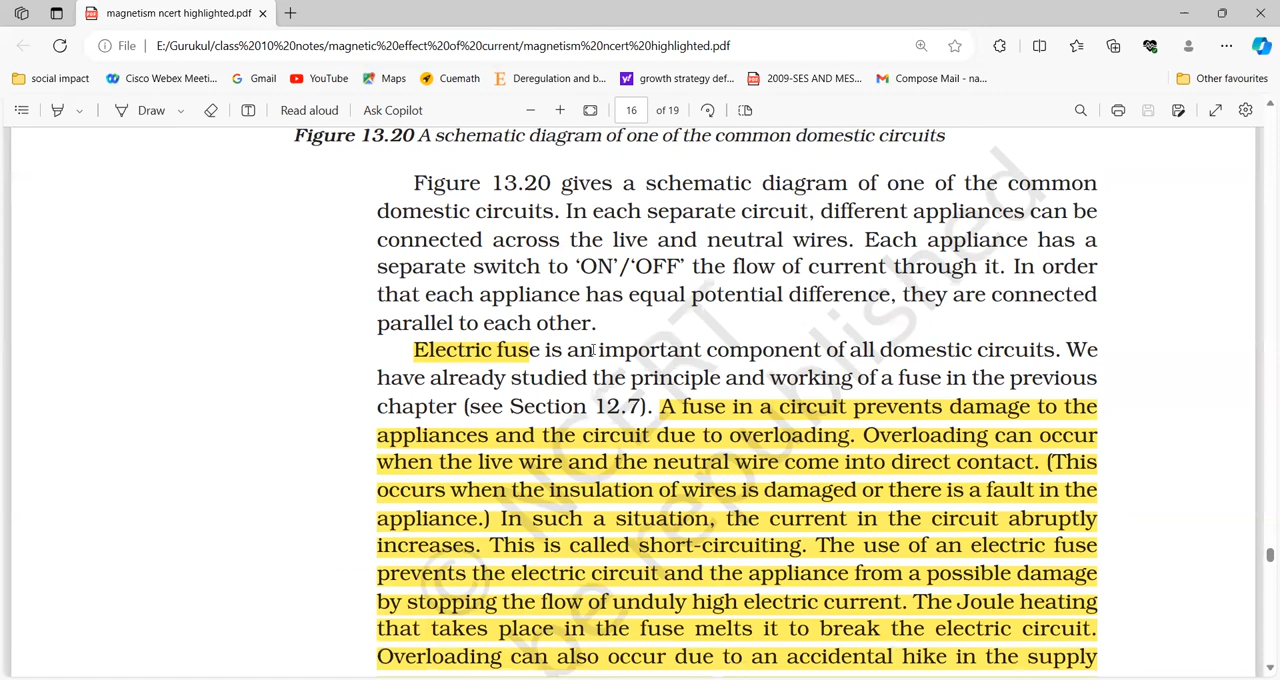 magnetism ncert highlighted.pdf
File E:/Gurukul/class%2010%20notes/magnetic%20effect%20of%20current/magnetism%20ncert%20highlighted.pdf
social impact Cisco Webex Meeti... Gmail YouTube Maps Cuemath Deregulation and b... growth strategy def... 2009-SES AND MES... Compose Mail - na... Other favourites
Draw Read aloud Ask Copilot 16 of 19
Figure 13.20 A schematic diagram of one of the common domestic circuits
Figure 13.20 gives a schematic diagram of one of the common
domestic circuits. In each separate circuit, different appliances can be
connected across the live and neutral wires. Each appliance has a
separate switch to ‘ON’/‘OFF’ the flow of current through it. In order
that each appliance has equal potential difference, they are connected
parallel to each other.
Electric fuse is an important component of all domestic circuits. We
have already studied the principle and working of a fuse in the previous
chapter (see Section 12.7). A fuse in a circuit prevents damage to the
appliances and the circuit due to overloading. Overloading can occur
when the live wire and the neutral wire come into direct contact. (This
occurs when the insulation of wires is damaged or there is a fault in the
appliance.) In such a situation, the current in the circuit abruptly
increases. This is called short-circuiting. The use of an electric fuse
prevents the electric circuit and the appliance from a possible damage
by stopping the flow of unduly high electric current. The Joule heating
that takes place in the fuse melts it to break the electric circuit.
Overloading can also occur due to an accidental hike in the supply
© NCERT
be republished